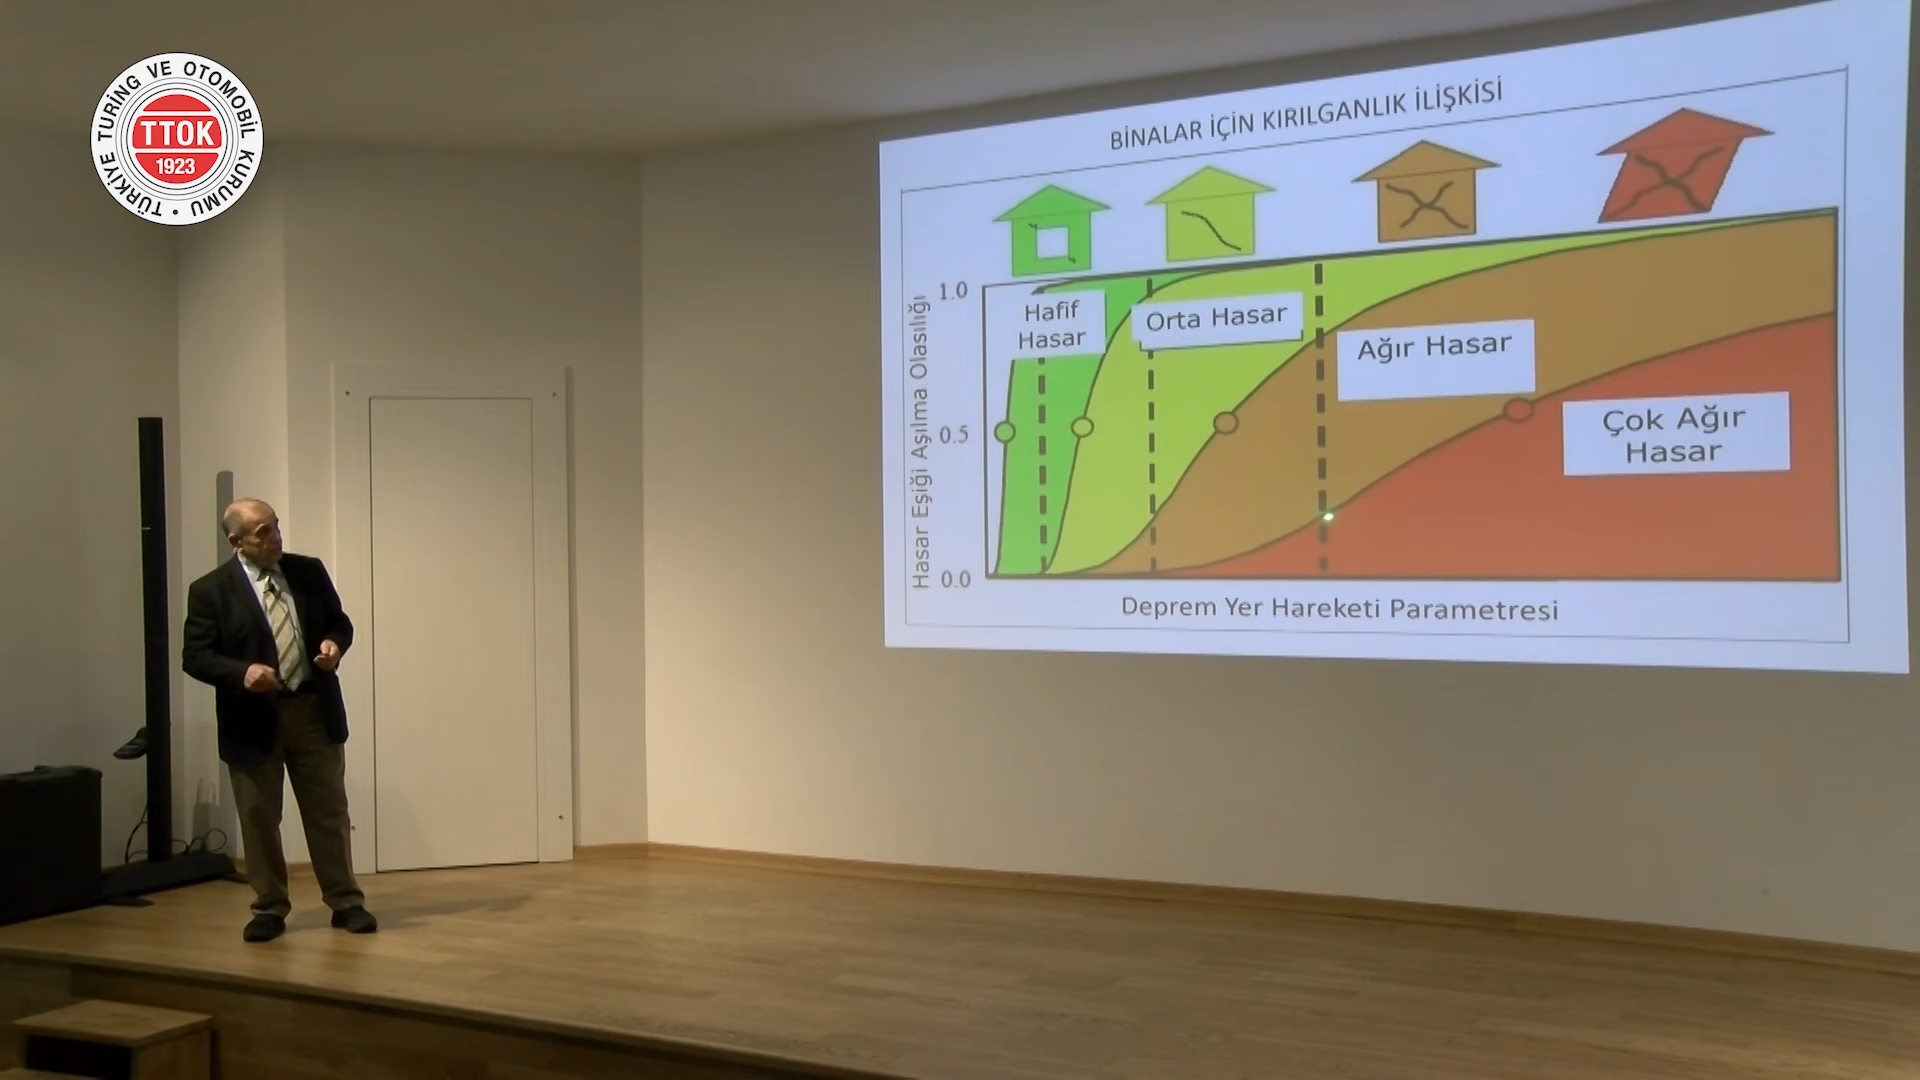 TÜRKİYE TURİNG VE OTOMOBİL KURUMU •
TTOK
1923
BİNALAR İÇİN KIRILGANLIK İLİŞKİSİ
Hasar Eşiği Aşılma Olasılığı
1.0
0.5
0.0
Hafif
Hasar
Orta Hasar
Ağır Hasar
Çok Ağır
Hasar
Deprem Yer Hareketi Parametresi